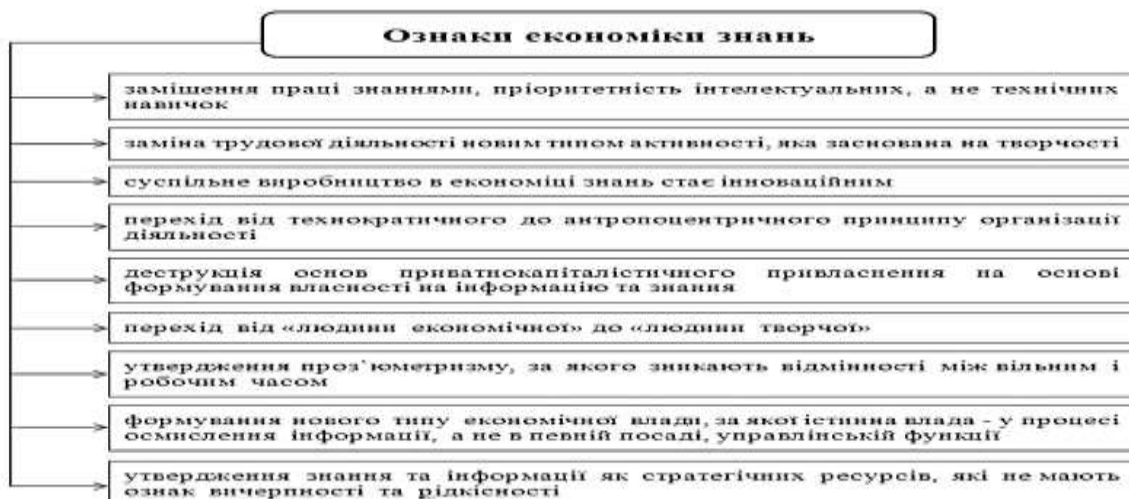 Ознаки економіки знань
заміщення праці знаннями, пріоритетність інтелектуальних, а не технічних
навичок
заміна трудової діяльності новим типом активності, яка заснована на творчості
суспільне виробництво в економіці знань стає інноваційним
перехід від технократичного до антропоцентричного принципу організації
діяльності
деструкція основ приватнокапіталістичного привласнення на основі
формування власності на інформацію та знання
перехід від «людини економічної» до «людини творчої»
утвердження проз`юметризму, за якого зникають відмінності між вільним і
робочим часом
формування нового типу економічної влади, за якої істинна влада - у процесі
осмислення інформації, а не в певній посаді, управлінській функції
утвердження знання та інформації як стратегічних ресурсів, які не мають
ознак вичерпності та рідкісності